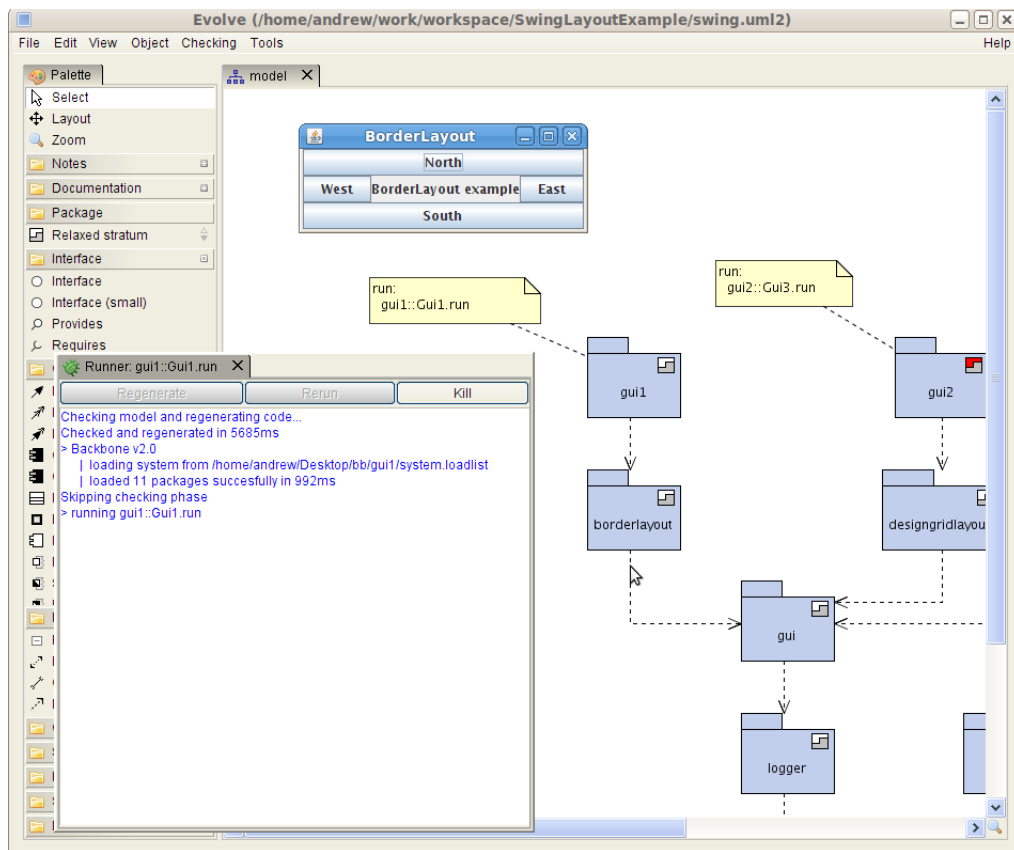 Evolve (/home/andrew/work/workspace/SwingLayoutExample/swing.uml2)
File Edit View Object Checking Tools Help
Palette
model
Select
Layout
Zoom
Notes
Documentation
Package
Relaxed stratum
Interface
Interface
Interface (small)
Provides
Requires
BorderLayout
North
West BorderLayout example East
South
run:
gui1::Gui1.run
run:
gui2::Gui3.run
gui1
gui2
borderlayout
designgridlayou
gui
logger
Runner: gui1::Gui1.run
Regenerate Rerun Kill
Checking model and regenerating code...
Checked and regenerated in 5685ms
> Backbone v2.0
| loading system from /home/andrew/Desktop/bb/gui1/system.loadlist
| loaded 11 packages succesfully in 992ms
Skipping checking phase
> running gui1::Gui1.run